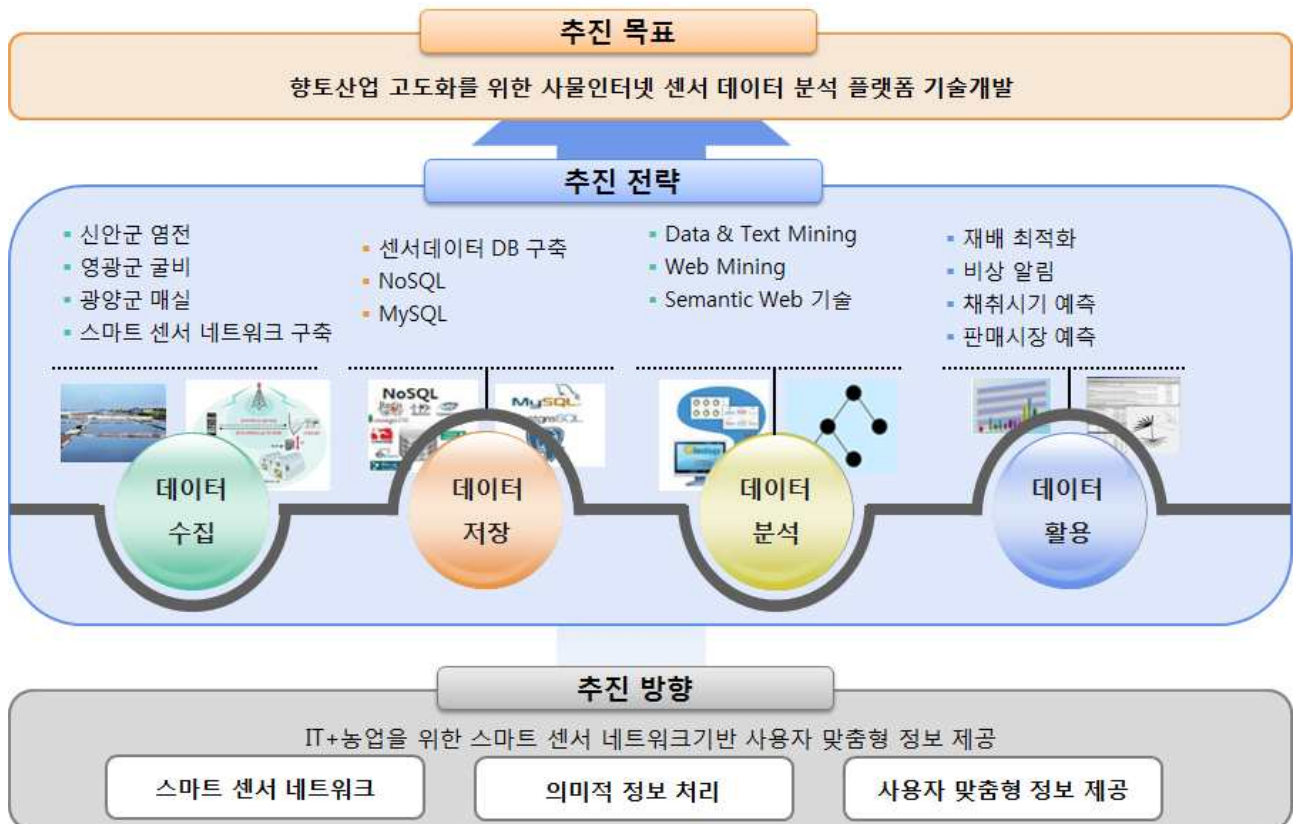 추진 목표
향토산업 고도화를 위한 사물인터넷 센서 데이터 분석 플랫폼 기술개발
추진 전략
▪ 신안군 염전
▪ 영광군 굴비
▪ 광양군 매실
▪ 스마트 센서 네트워크 구축
▪ 센서데이터 DB 구축
▪ NoSQL
▪ MySQL
▪ Data & Text Mining
▪ Web Mining
▪ Semantic Web 기술
▪ 재배 최적화
▪ 비상 알림
▪ 채취시기 예측
▪ 판매시장 예측
NoSQL
MySQL
데이터
수집
데이터
저장
데이터
분석
데이터
활용
추진 방향
IT+농업을 위한 스마트 센서 네트워크기반 사용자 맞춤형 정보 제공
스마트 센서 네트워크
의미적 정보 처리
사용자 맞춤형 정보 제공